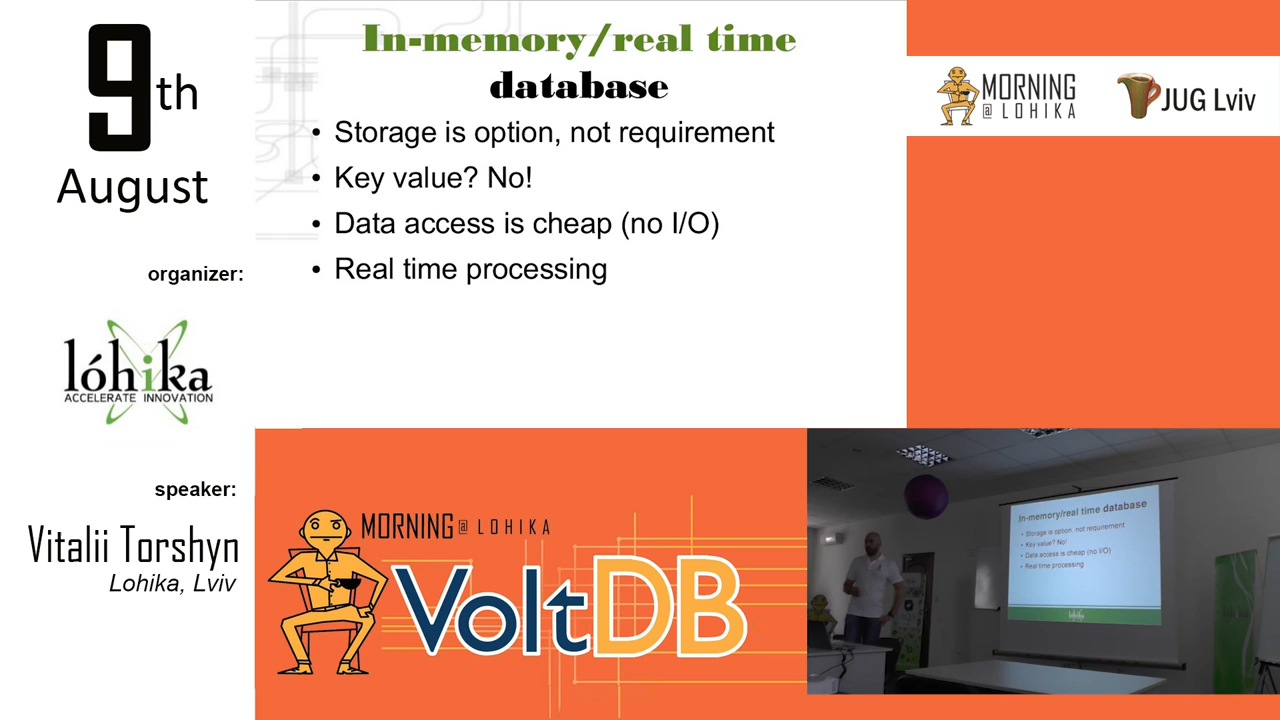 9th
August
organizer:
lóhika
ACCELERATE INNOVATION
speaker:
Vitalii Torshyn
Lohika, Lviv
In-memory/real time
database
• Storage is option, not requirement
• Key value? No!
• Data access is cheap (no I/O)
• Real time processing
MORNING
@ LOHIKA
JUG Lviv
MORNING @ LOHIKA
VoltDB
In-memory/real time database
• Storage is option, not requirement
• Key value? No!
• Data access is cheap (no I/O)
• Real time processing
lóhika